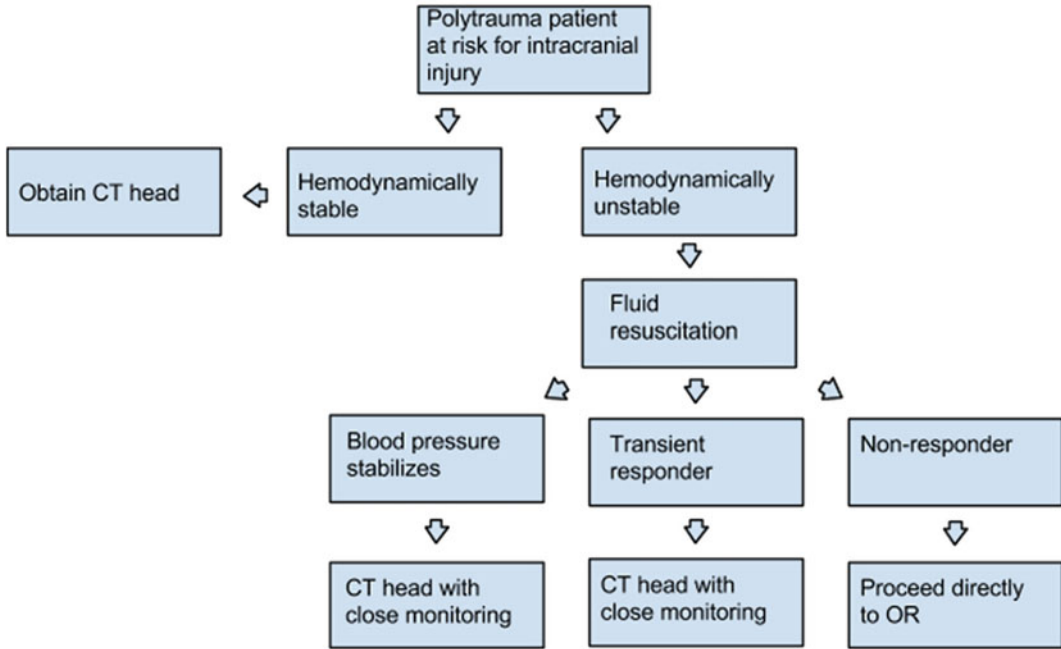 Polytrauma patient
at risk for intracranial
injury
Obtain CT head
Hemodynamically
stable
Hemodynamically
unstable
Fluid
resuscitation
Blood pressure
stabilizes
Transient
responder
Non-responder
CT head with
close monitoring
CT head with
close monitoring
Proceed directly
to OR